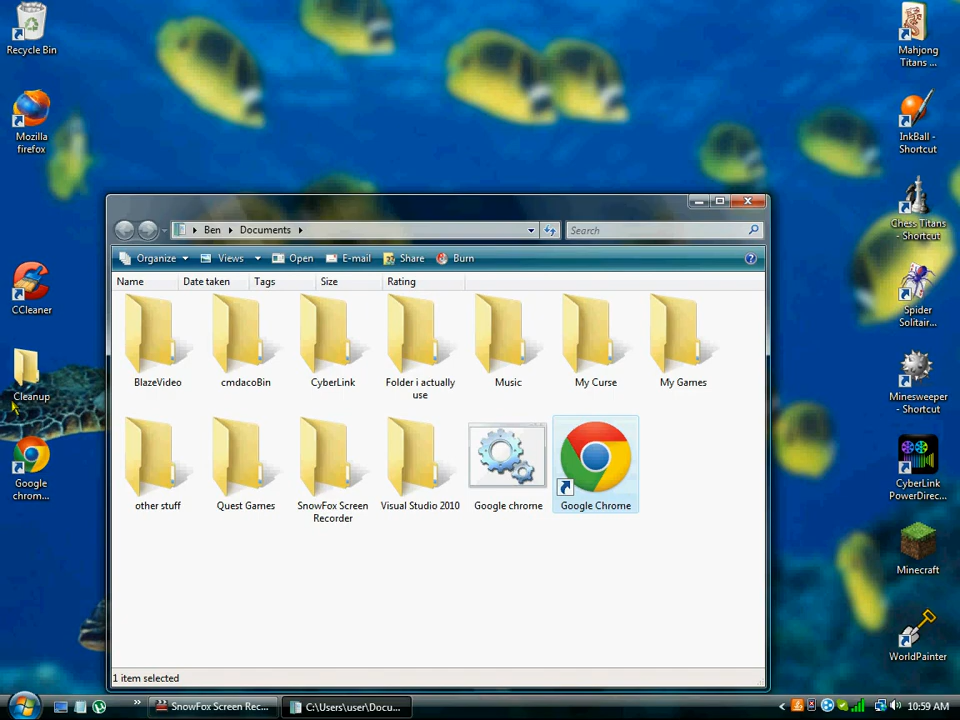 Recycle Bin
Mozilla
firefox
CCleaner
Cleanup
Google
chrom...
Mahjong
Titans ...
InkBall -
Shortcut
Chess Titans
- Shortcut
Spider
Solitair...
Minesweeper
- Shortcut
CyberLink
PowerDirec...
Minecraft
WorldPainter
Ben Documents
Search
Organize Views Open E-mail Share Burn
Name Date taken Tags Size Rating
BlazeVideo
cmdacoBin
CyberLink
Folder i actually
use
Music
My Curse
My Games
other stuff
Quest Games
SnowFox Screen
Recorder
Visual Studio 2010
Google chrome
Google Chrome
1 item selected
SnowFox Screen Rec...
C:\Users\user\Docu...
10:59 AM